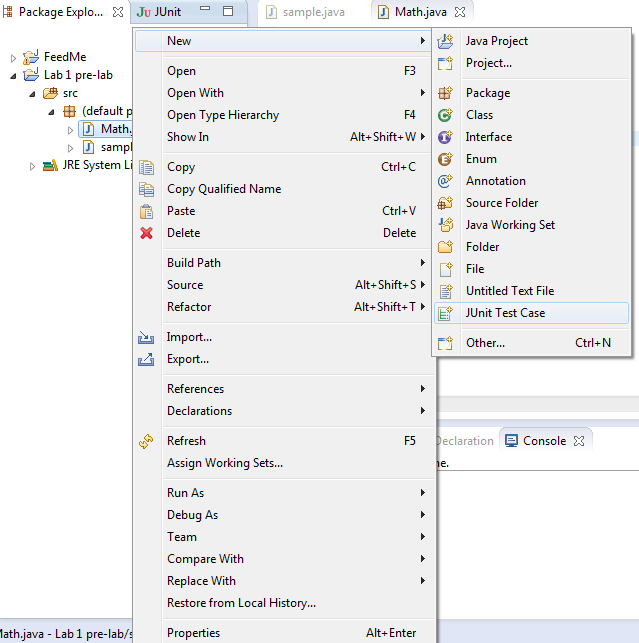 Package Explo...
JUnit
sample.java
Math.java
FeedMe
Lab 1 pre-lab
src
(default p
Math.
sampl
JRE System Li
New
Open F3
Open With
Open Type Hierarchy F4
Show In Alt+Shift+W
Copy Ctrl+C
Copy Qualified Name
Paste Ctrl+V
Delete Delete
Build Path
Source Alt+Shift+S
Refactor Alt+Shift+T
Import...
Export...
References
Declarations
Refresh F5
Assign Working Sets...
Run As
Debug As
Team
Compare With
Replace With
Restore from Local History...
Properties Alt+Enter
Java Project
Project...
Package
Class
Interface
Enum
Annotation
Source Folder
Java Working Set
Folder
File
Untitled Text File
JUnit Test Case
Other... Ctrl+N
Declaration
Console
ne.
Math.java - Lab 1 pre-lab/s